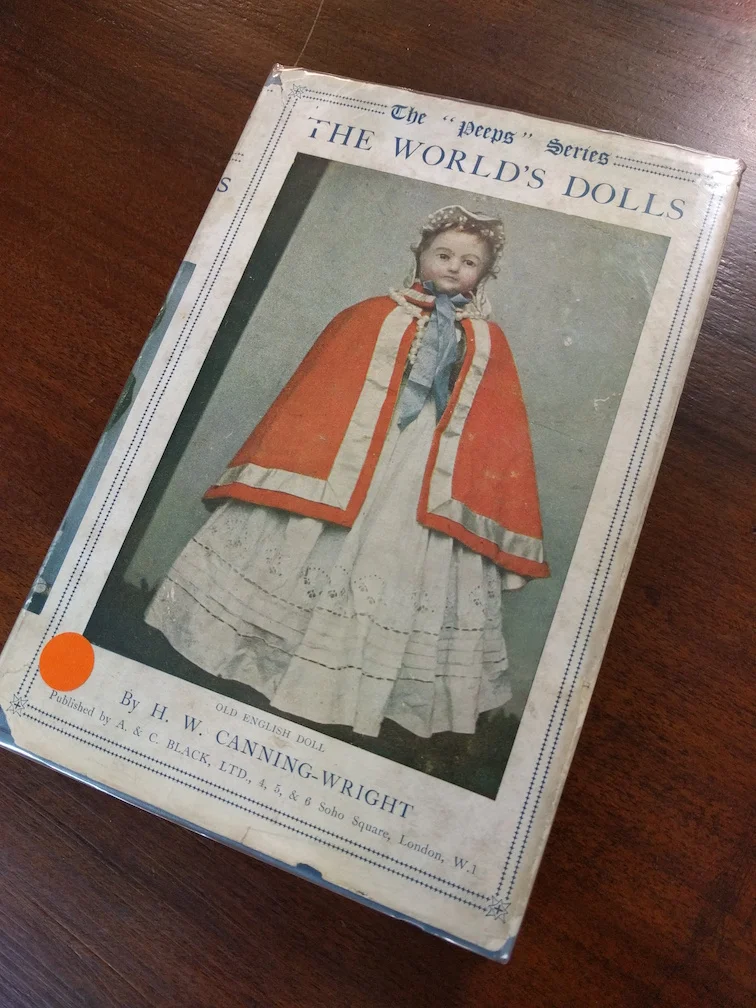 The "Peeps" Series
THE WORLD'S DOLLS
S
OLD ENGLISH DOLL
By H. W. CANNING-WRIGHT
Published by A. & C. BLACK, LTD., 4, 5, & 6 Soho Square, London, W.1